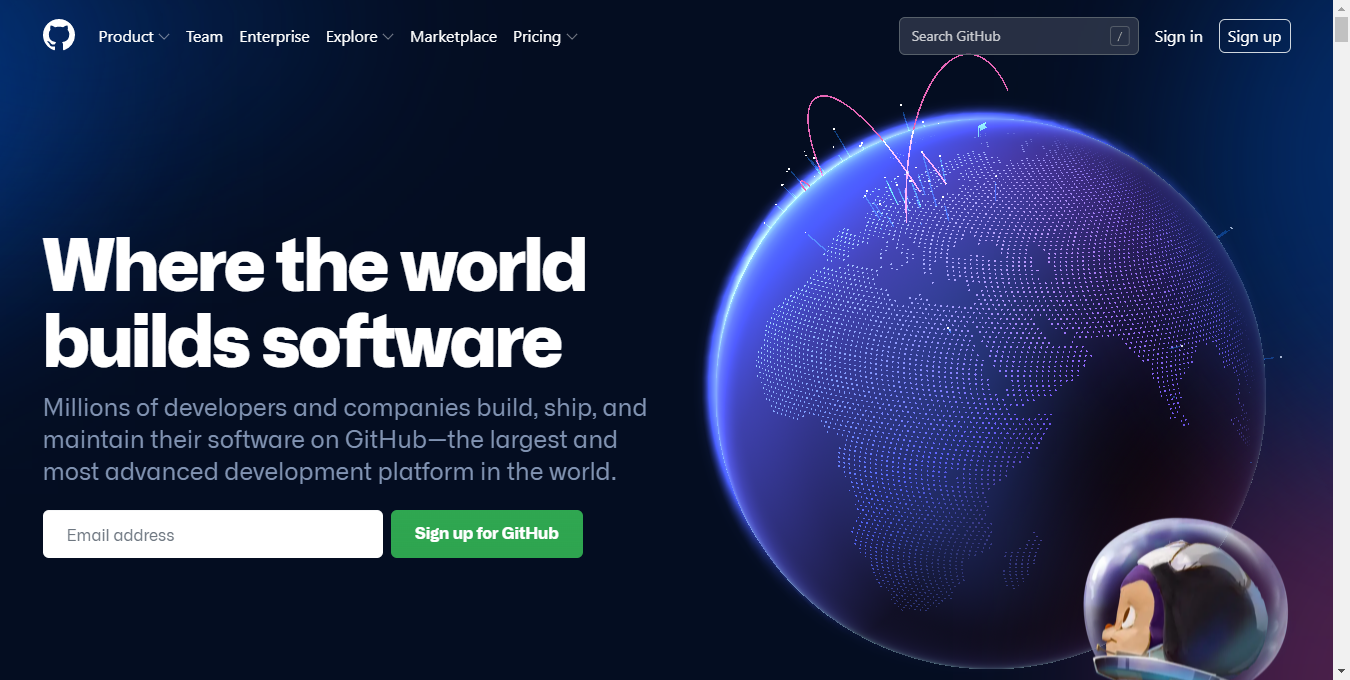 Product Team Enterprise Explore Marketplace Pricing Search GitHub / Sign in Sign up
Where the world
builds software
Millions of developers and companies build, ship, and
maintain their software on GitHub—the largest and
most advanced development platform in the world.
Email address Sign up for GitHub